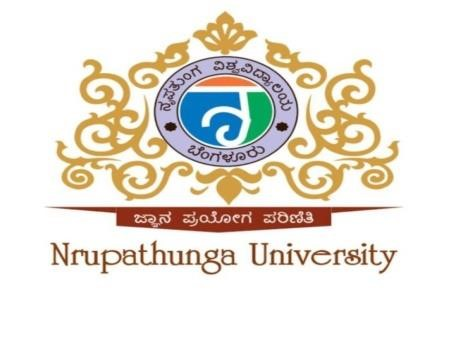 ನೃಪತುಂಗ ವಿಶ್ವವಿದ್ಯಾಲಯ
ಬೆಂಗಳೂರು
ಜ್ಞಾನ ಪ್ರಯೋಗ ಪರಿಣಿತಿ
Nrupathunga University